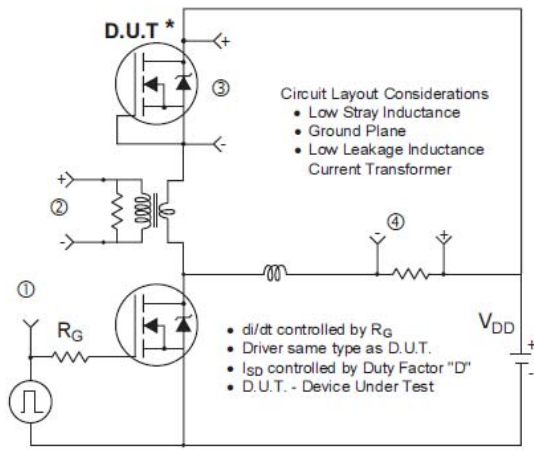 D.U.T *
+
③
-
Circuit Layout Considerations
• Low Stray Inductance
• Ground Plane
• Low Leakage Inductance
Current Transformer
+
②
-
④
- +
①
RG
• di/dt controlled by RG
• Driver same type as D.U.T.
• ISD controlled by Duty Factor "D"
• D.U.T. - Device Under Test
VDD
+
-